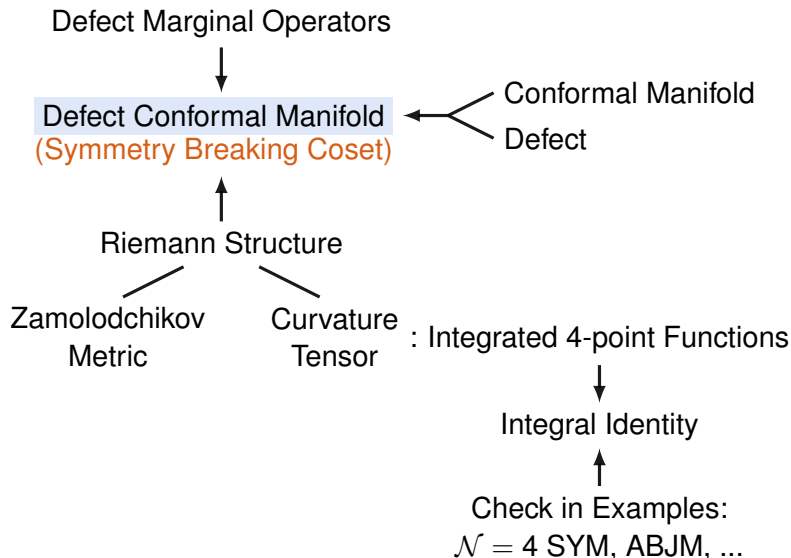 Defect Marginal Operators
Defect Conformal Manifold
(Symmetry Breaking Coset)
Conformal Manifold
Defect
Riemann Structure
Zamolodchikov
Metric
Curvature
Tensor
: Integrated 4-point Functions
Integral Identity
Check in Examples:
𝒩 = 4 SYM, ABJM, ...